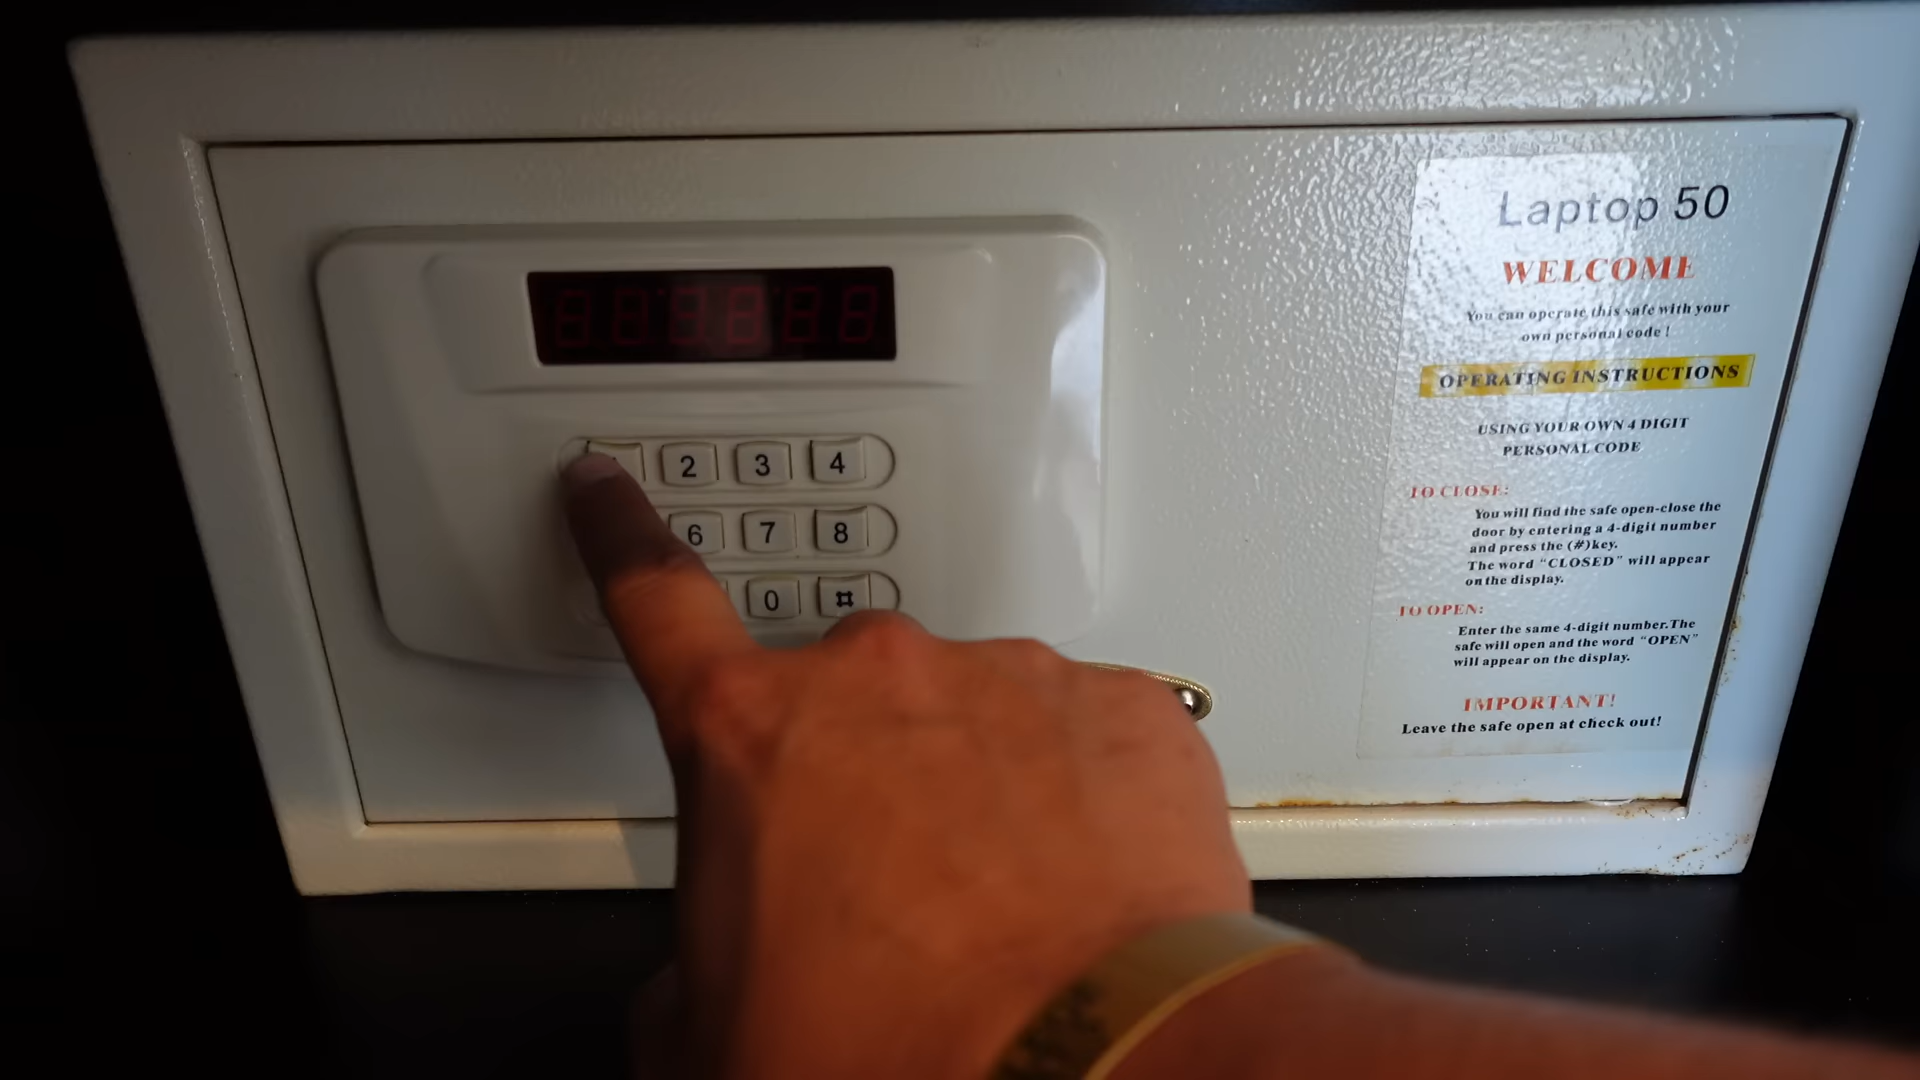 Laptop 50
WELCOME
You can operate this safe with your
own personal code !
OPERATING INSTRUCTIONS
USING YOUR OWN 4 DIGIT
PERSONAL CODE
TO CLOSE:
You will find the safe open-close the
door by entering a 4-digit number
and press the (#)key.
The word "CLOSED" will appear
on the display.
TO OPEN:
Enter the same 4-digit number.The
safe will open and the word "OPEN"
will appear on the display.
IMPORTANT!
Leave the safe open at check out!
2 3 4
6 7 8
0 #